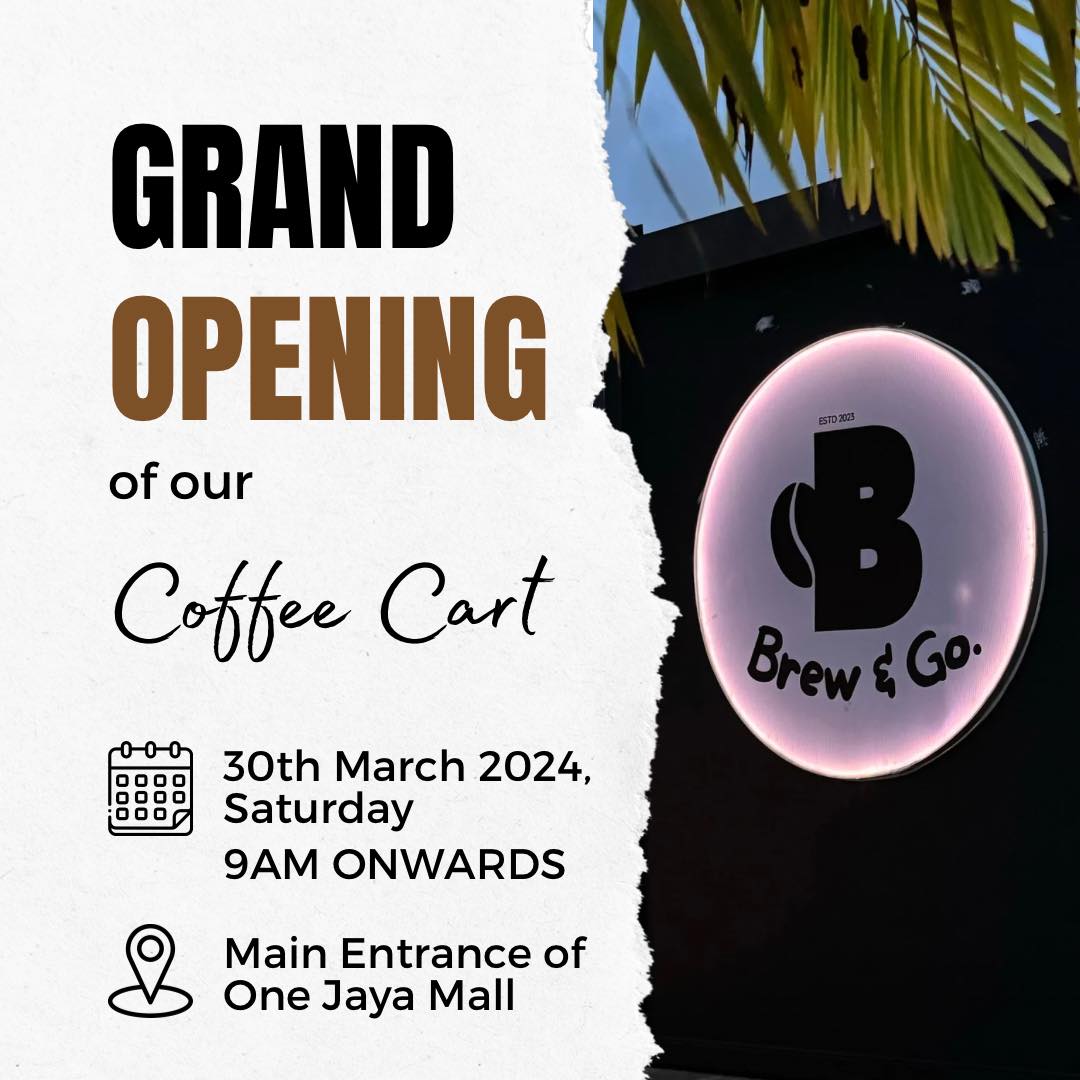 GRAND
OPENING
of our
Coffee Cart
30th March 2024,
Saturday
9AM ONWARDS
Main Entrance of
One Jaya Mall
ESTD 2023
B
Brew & Go.